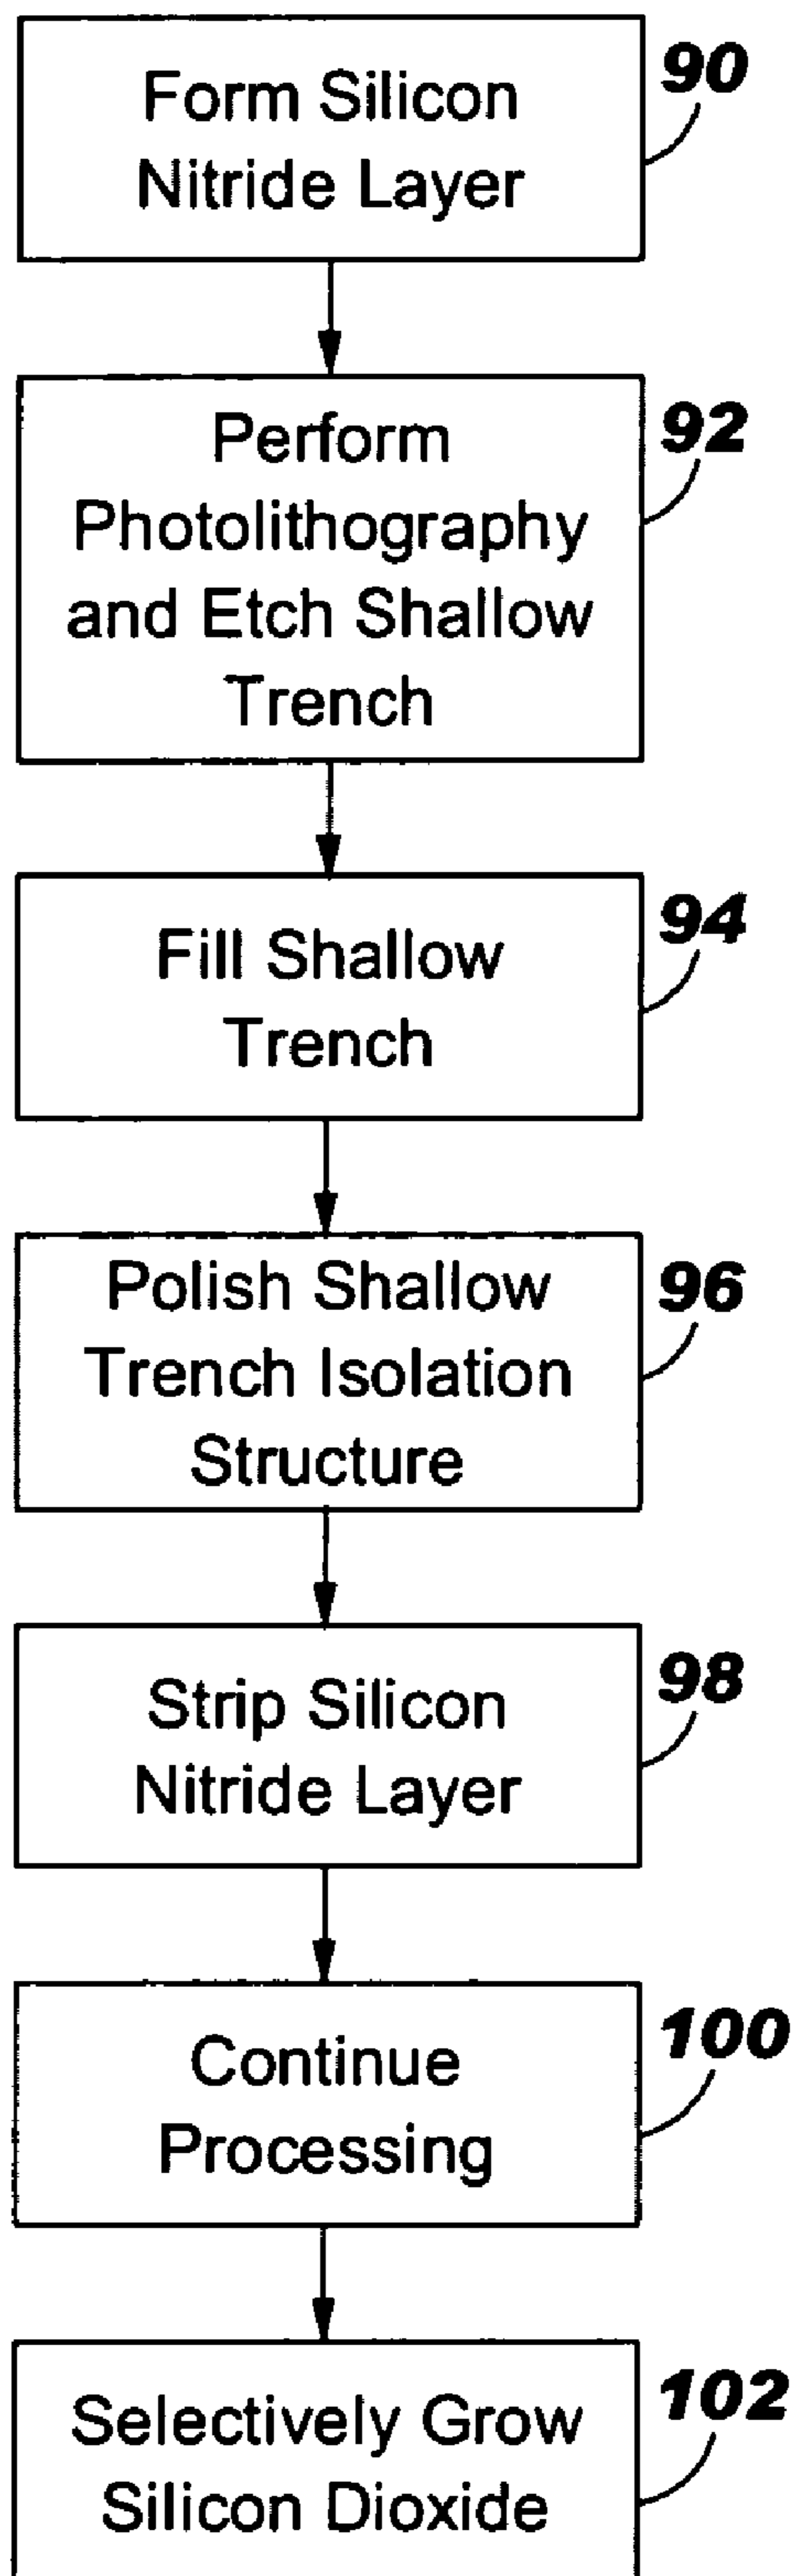 Form Silicon
Nitride Layer
90
Perform
Photolithography
and Etch Shallow
Trench
92
Fill Shallow
Trench
94
Polish Shallow
Trench Isolation
Structure
96
Strip Silicon
Nitride Layer
98
Continue
Processing
100
Selectively Grow
Silicon Dioxide
102